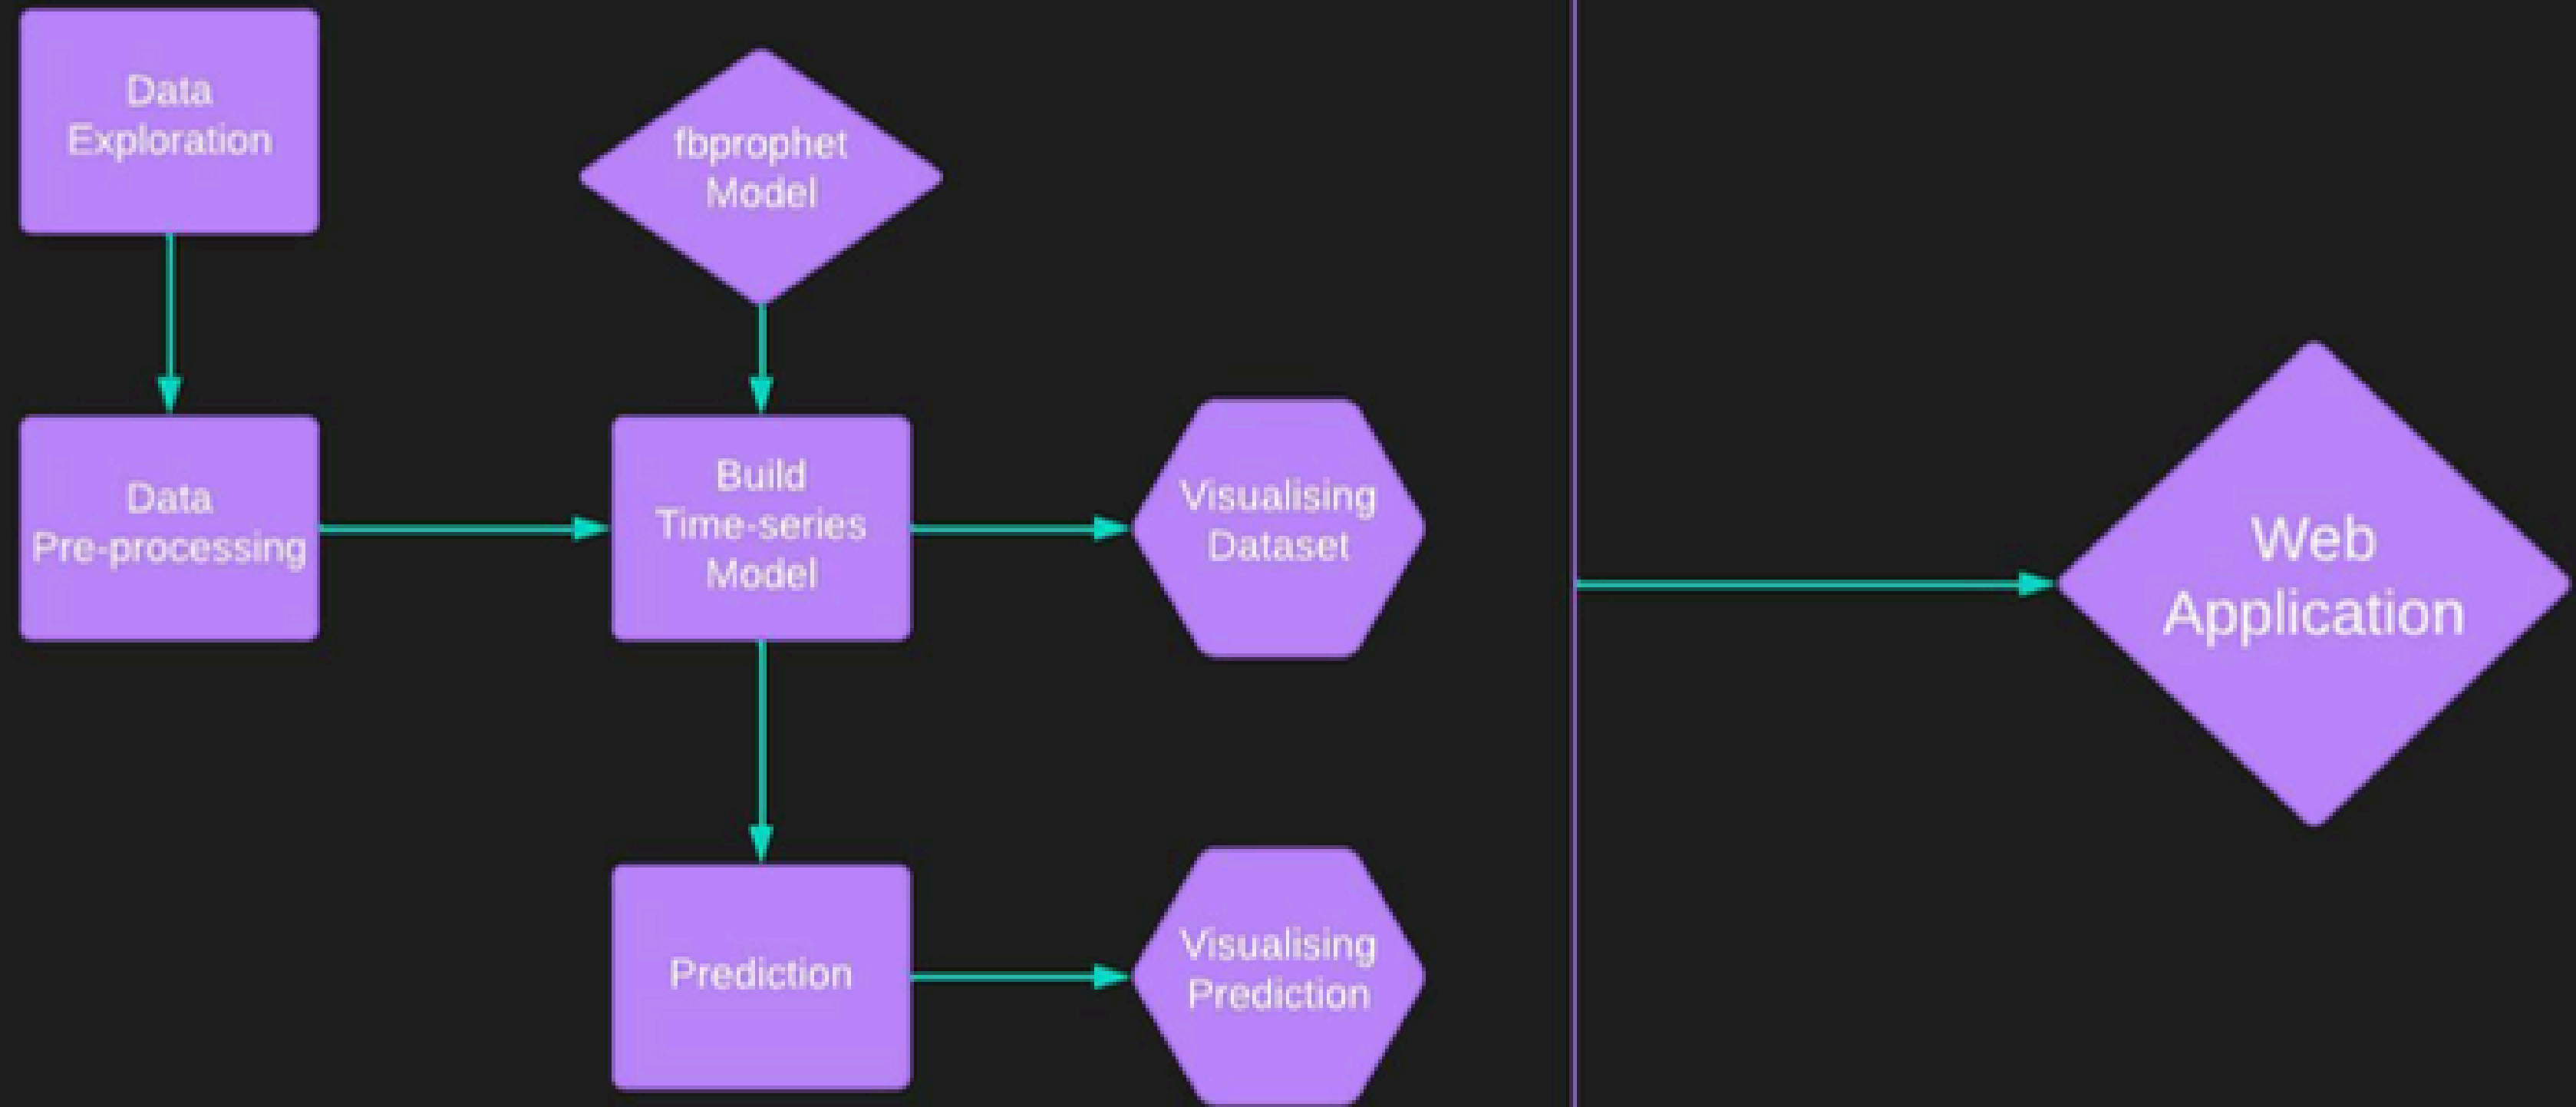 Data
Exploration
fbprophet
Model
Data
Pre-processing
Build
Time-series
Model
Visualising
Dataset
Web
Application
Prediction
Visualising
Prediction